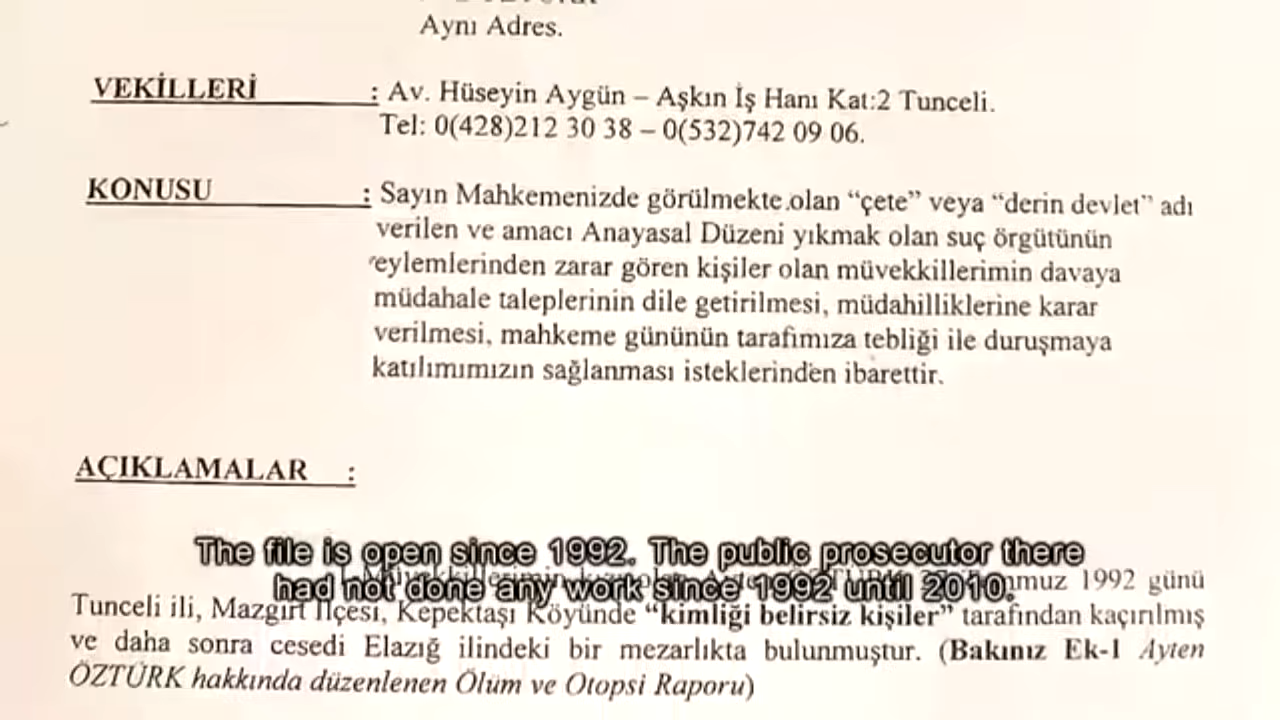 Aynı Adres.
VEKİLLERİ : Av. Hüseyin Aygün – Aşkın İş Hanı Kat:2 Tunceli.
Tel: 0(428)212 30 38 – 0(532)742 09 06.
KONUSU : Sayın Mahkemenizde görülmekte olan “çete” veya “derin devlet” adı
verilen ve amacı Anayasal Düzeni yıkmak olan suç örgütünün
eylemlerinden zarar gören kişiler olan müvekkillerimin davaya
müdahale taleplerinin dile getirilmesi, müdahilliklerine karar
verilmesi, mahkeme gününün tarafımıza tebliği ile duruşmaya
katılımımızın sağlanması isteklerinden ibarettir.
AÇIKLAMALAR :
The file is open since 1992. The public prosecutor there
had not done any work since 1992 until 2010.
1992 günü
Tunceli ili, Mazgirt İlçesi, Kepektaşı Köyünde “kimliği belirsiz kişiler” tarafından kaçırılmış
ve daha sonra cesedi Elazığ ilindeki bir mezarlıkta bulunmuştur. (Bakınız Ek-1 Ayten
ÖZTÜRK hakkında düzenlenen Ölüm ve Otopsi Raporu)